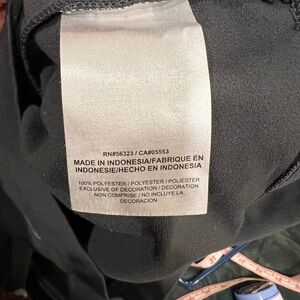 RN#56323 / CA#05553
MADE IN INDONESIA/FABRIQUE EN
INDONESIE/HECHO EN INDONESIA
100% POLYESTER / POLYESTER / POLIESTER
EXCLUSIVE OF DECORATION / DECORATION
NON COMPRISE / NO INCLUYE LA
DECORACION